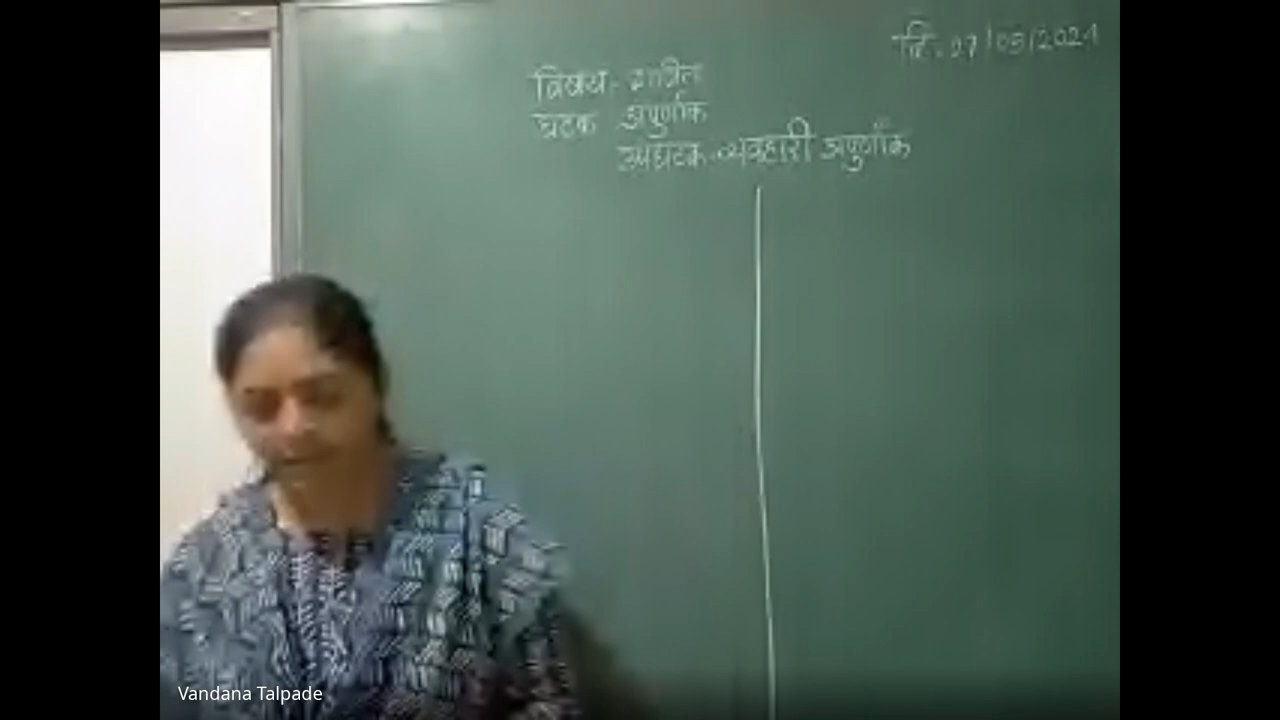 दि. 27/05/2021
विषय:- गणित
घटक अपुर्णांक
उपघटक-व्यवहारी अपुर्णांक
Vandana Talpade